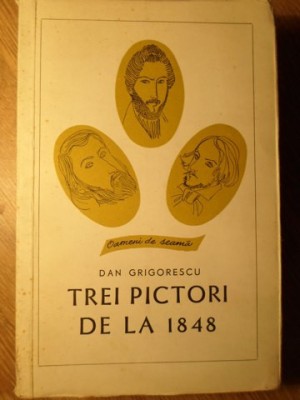 Oameni de seamă
DAN GRIGORESCU
TREI PICTORI
DE LA 1848